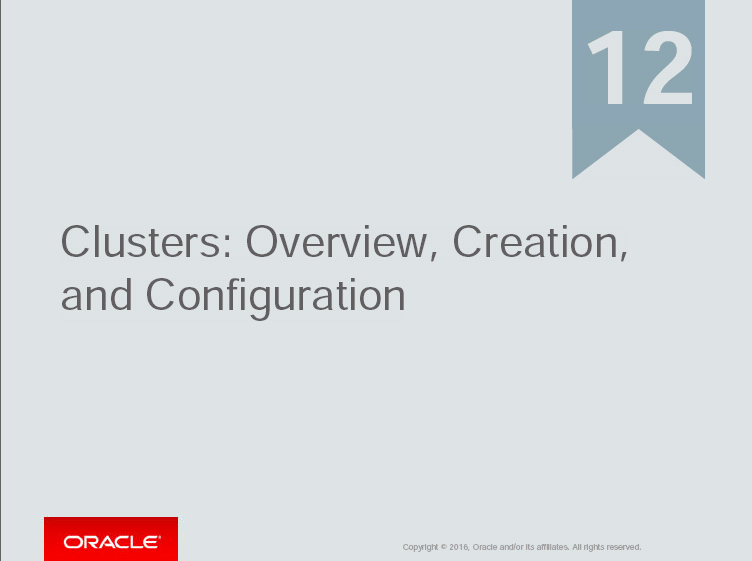 12
Clusters: Overview, Creation,
and Configuration
ORACLE®
Copyright © 2016, Oracle and/or its affiliates. All rights reserved.